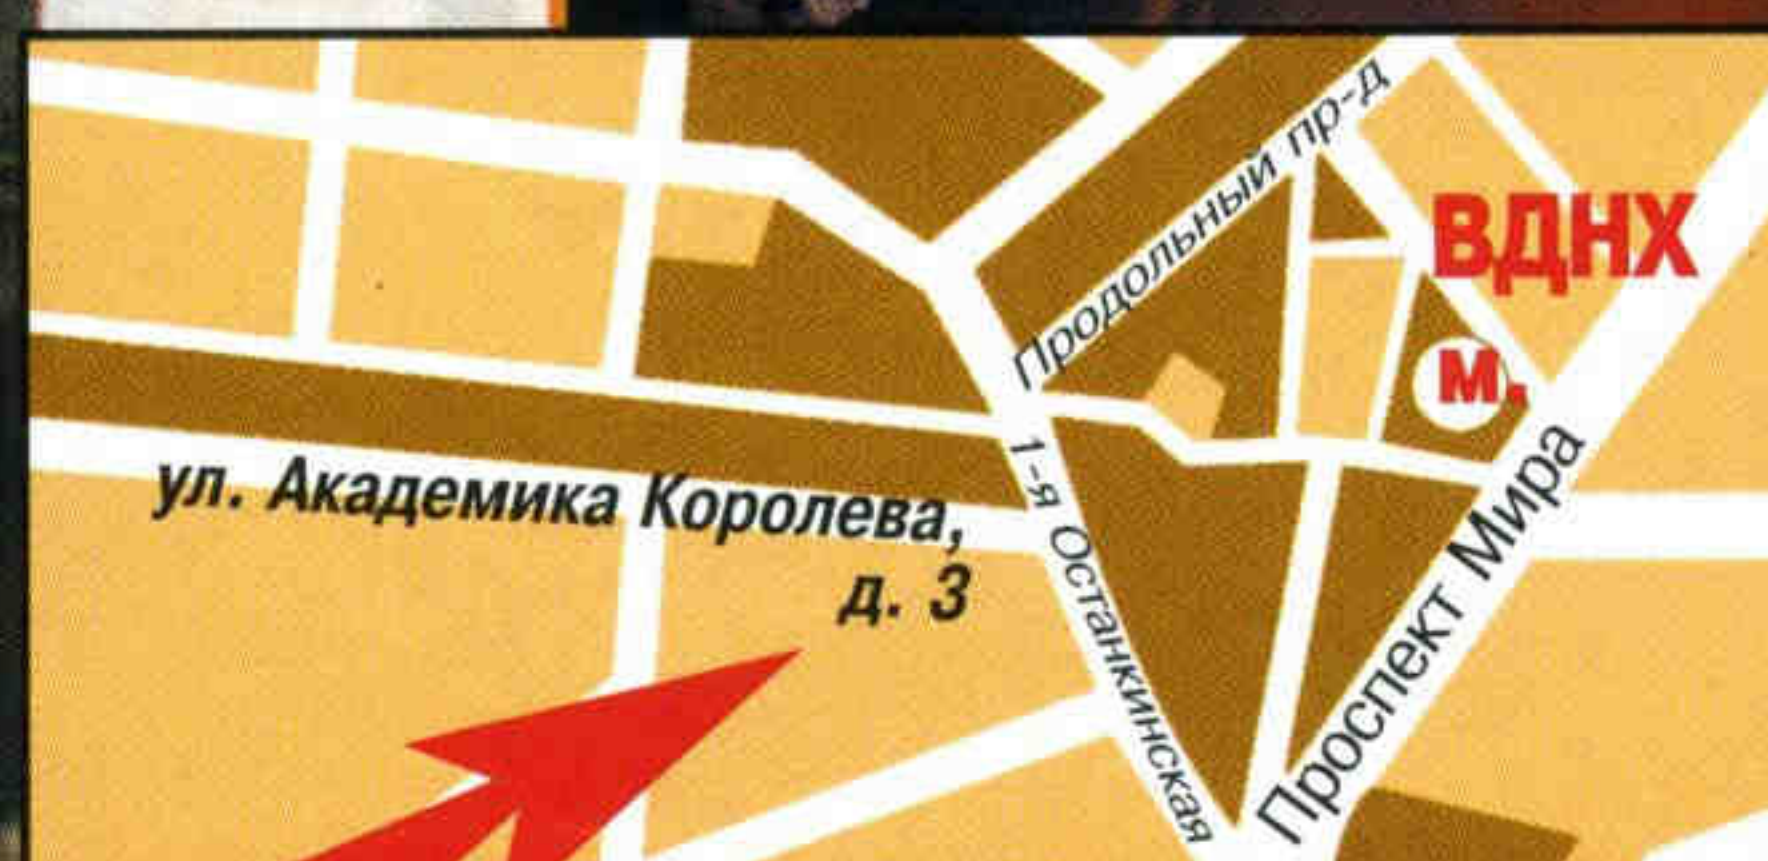 Продольный пр-д
ВДНХ
м.
ул. Академика Королева,
д. 3
1-я Останкинская
Проспект Мира